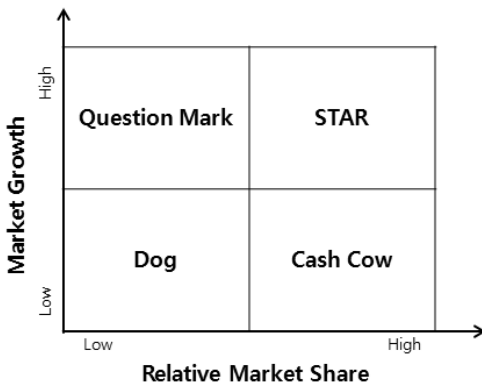 High
Question Mark
STAR
Market Growth
Dog
Cash Cow
Low
Low
High
Relative Market Share